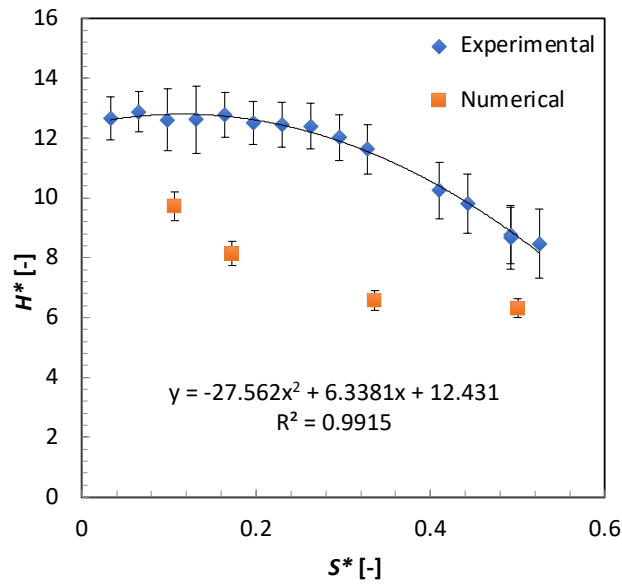 16
14
12
10
8
6
4
2
0
H* [-]
Experimental
Numerical
y = -27.562x² + 6.3381x + 12.431
R² = 0.9915
0
0.2
0.4
0.6
S* [-]